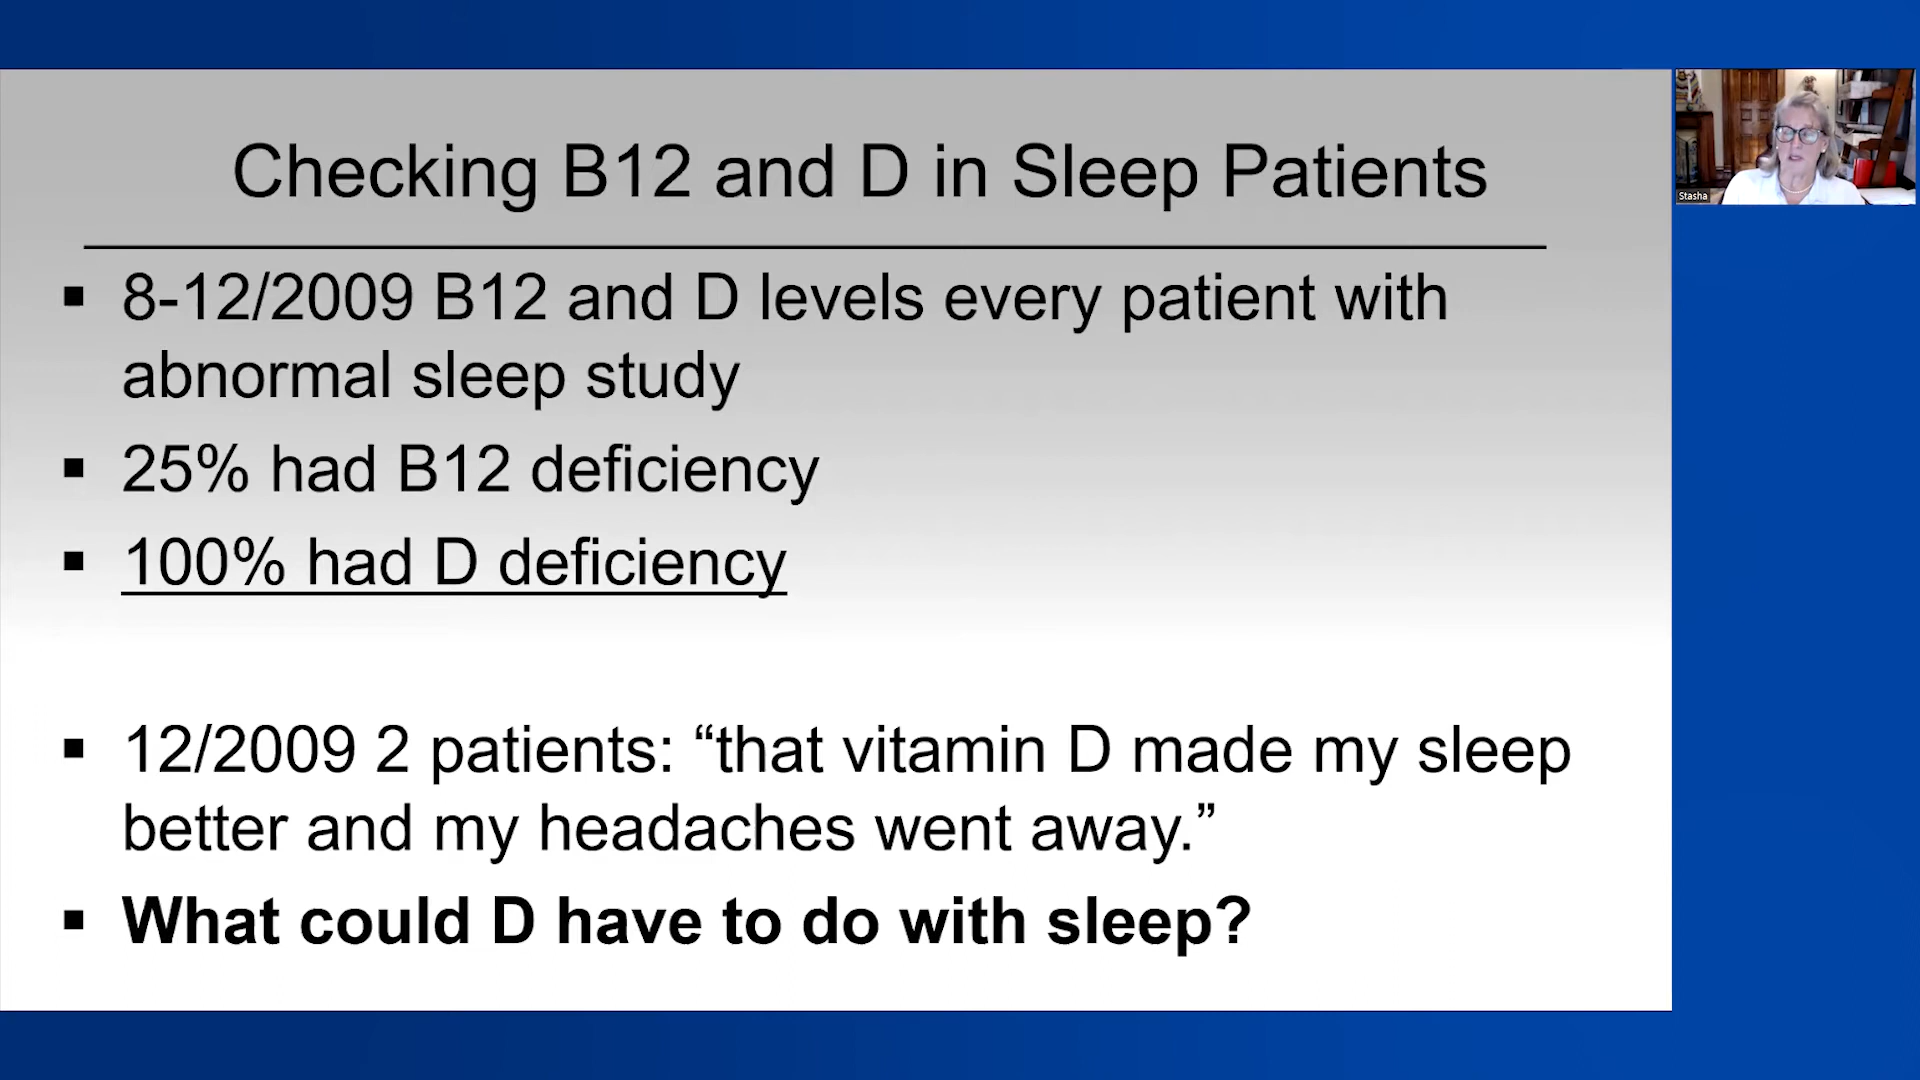 Checking B12 and D in Sleep Patients
▪ 8-12/2009 B12 and D levels every patient with
abnormal sleep study
▪ 25% had B12 deficiency
▪ 100% had D deficiency
▪ 12/2009 2 patients: “that vitamin D made my sleep
better and my headaches went away.”
▪ What could D have to do with sleep?
Stasha